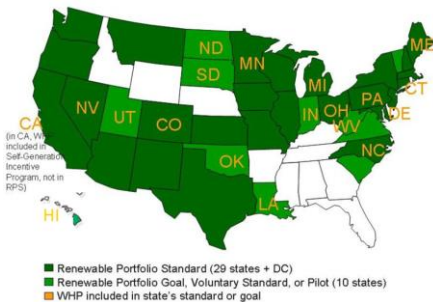 ND
MN
ME
SD
MI
CT
NV
PA
UT
CO
IN
OH
DE
CA
WV
(in CA, WHP
included in
Self-Generation
Incentive
Program, not in
RPS)
NC
OK
LA
HI
Renewable Portfolio Standard (29 states + DC)
Renewable Portfolio Goal, Voluntary Standard, or Pilot (10 states)
WHP included in state's standard or goal